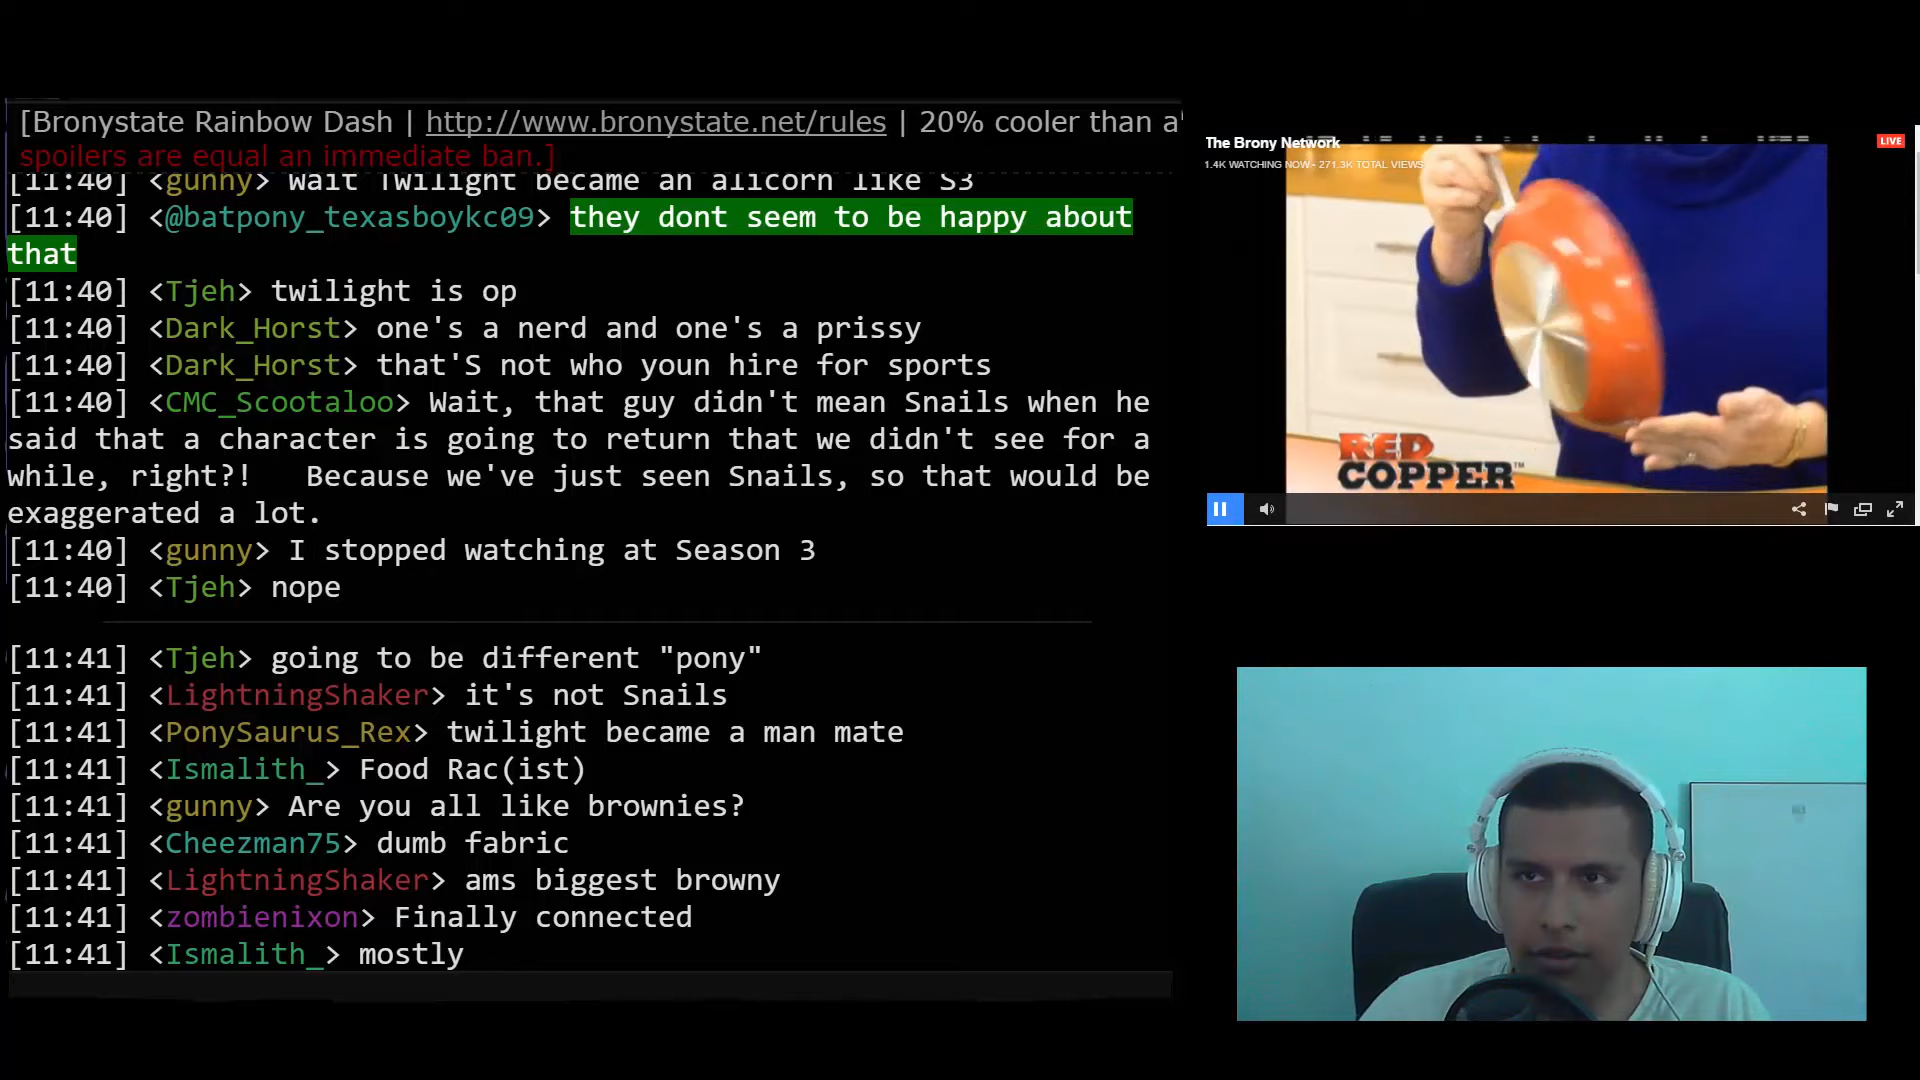 [Bronystate Rainbow Dash | http://www.bronystate.net/rules | 20% cooler than a
spoilers are equal an immediate ban.]
[11:40] <gunny> Wait Twilight became an alicorn like S3
[11:40] <@batpony_texasboykc09> they dont seem to be happy about
that
[11:40] <Tjeh> twilight is op
[11:40] <Dark_Horst> one's a nerd and one's a prissy
[11:40] <Dark_Horst> that'S not who youn hire for sports
[11:40] <CMC_Scootaloo> Wait, that guy didn't mean Snails when he
said that a character is going to return that we didn't see for a
while, right?! Because we've just seen Snails, so that would be
exaggerated a lot.
[11:40] <gunny> I stopped watching at Season 3
[11:40] <Tjeh> nope
[11:41] <Tjeh> going to be different "pony"
[11:41] <LightningShaker> it's not Snails
[11:41] <PonySaurus_Rex> twilight became a man mate
[11:41] <Ismalith_> Food Rac(ist)
[11:41] <gunny> Are you all like brownies?
[11:41] <Cheezman75> dumb fabric
[11:41] <LightningShaker> ams biggest browny
[11:41] <zombienixon> Finally connected
[11:41] <Ismalith_> mostly
The Brony Network
LIVE
1.4K WATCHING NOW - 271.3K TOTAL VIEWS
RED
COPPER™